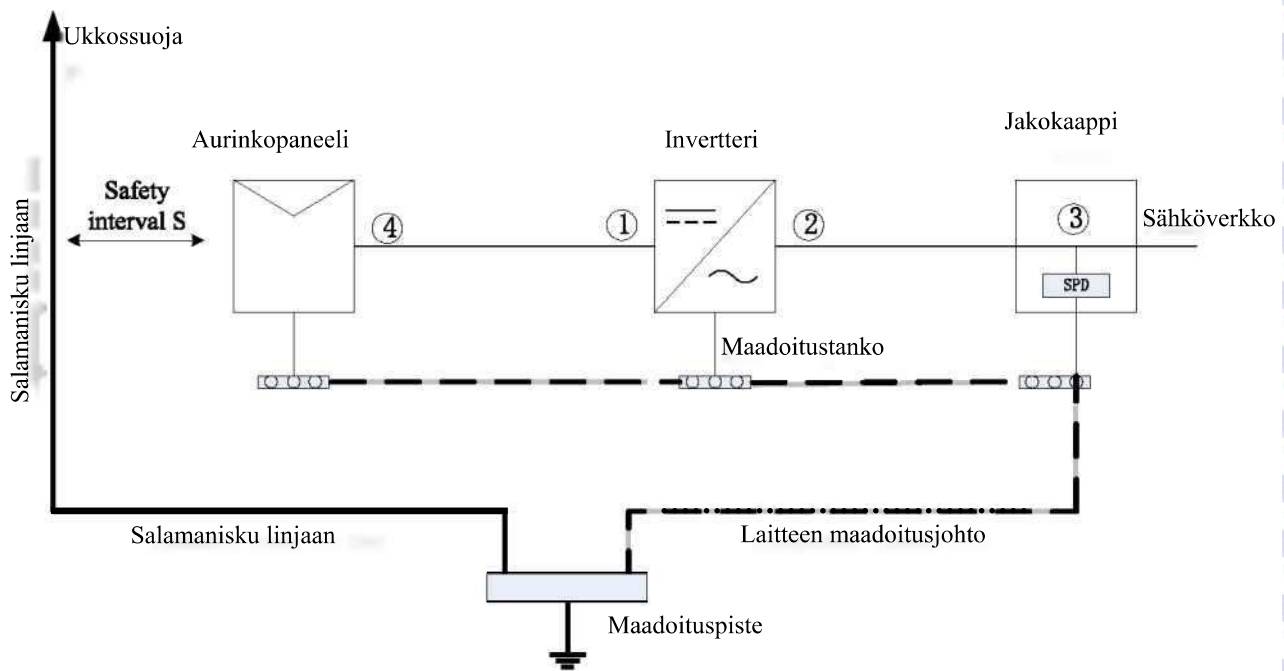 Ukkossuoja
Jakokaappi
Aurinkopaneeli
Invertteri
Safety
interval S
④
①
②
③
Sähköverkko
SPD
Salamanisku linjaan
Maadoitustanko
Salamanisku linjaan
Laitteen maadoitusjohto
Maadoituspiste